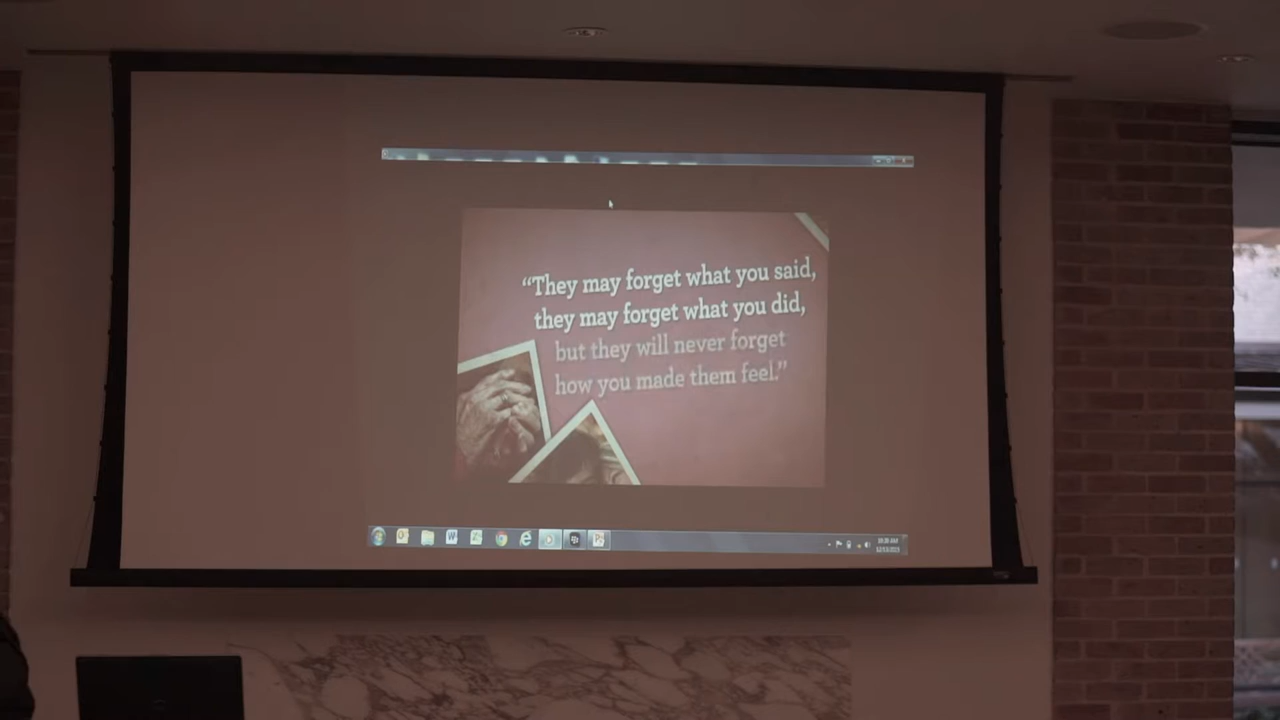 “They may forget what you said,
they may forget what you did,
but they will never forget
how you made them feel.”